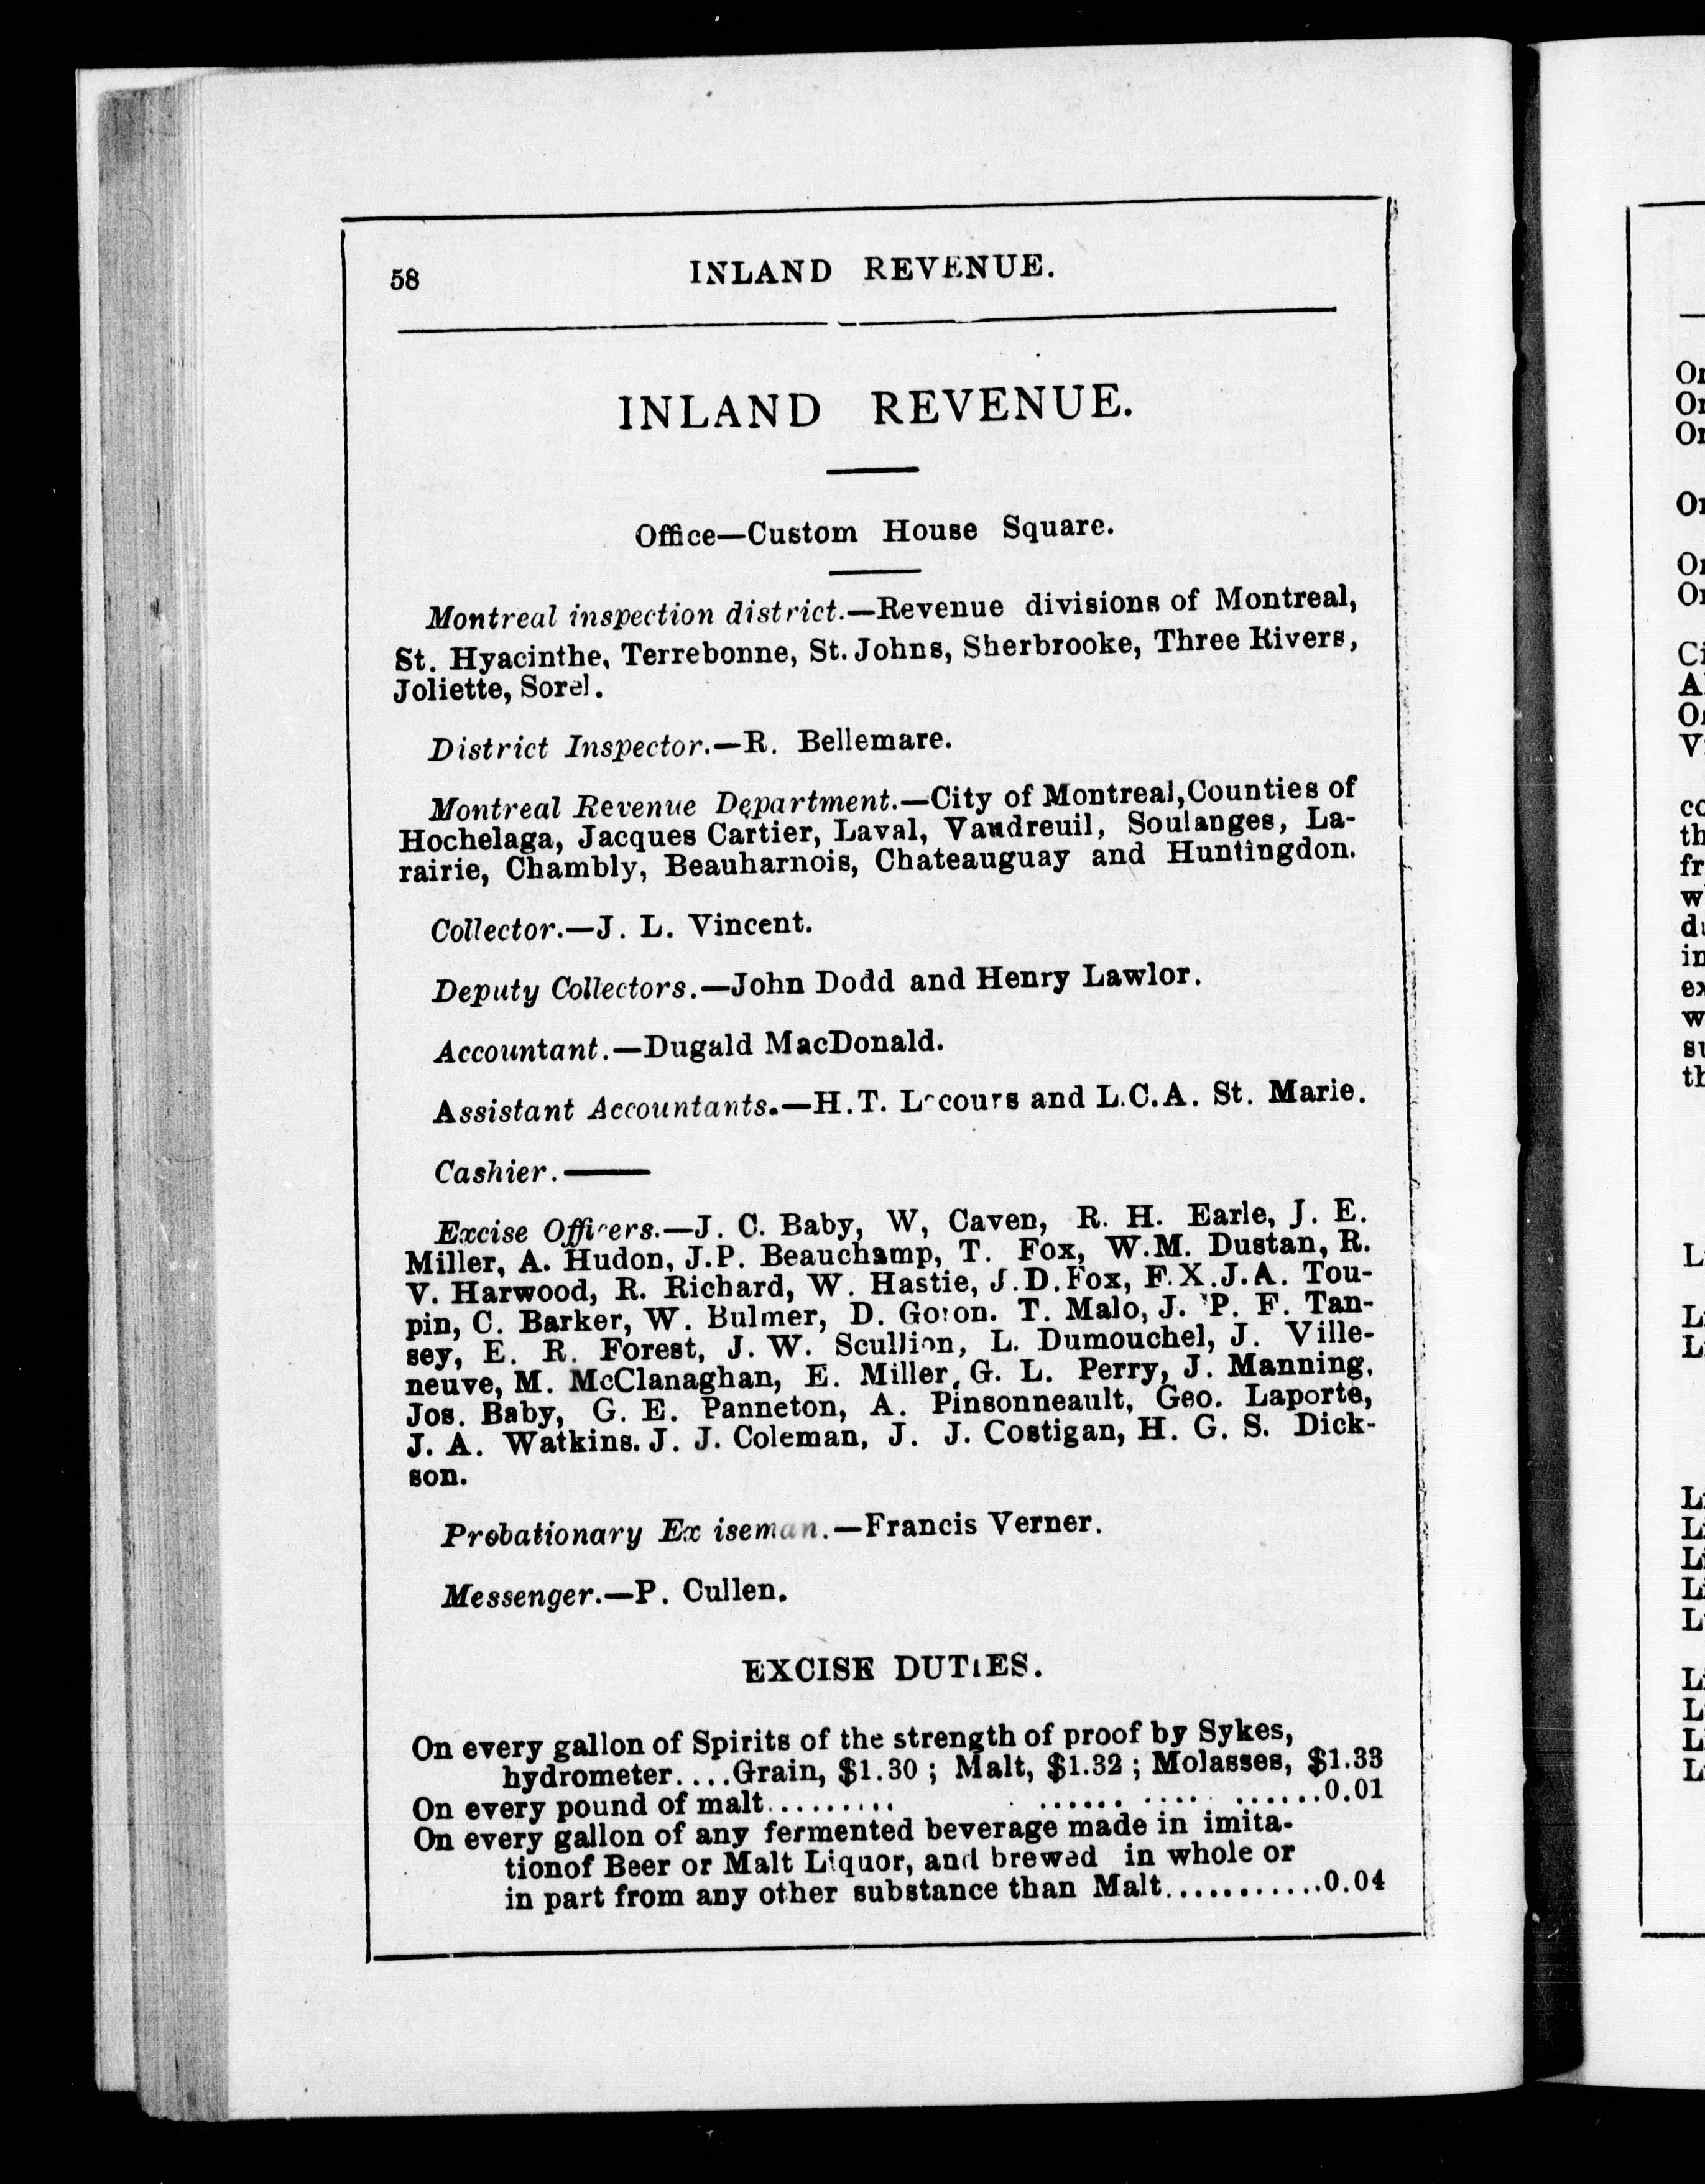 58 INLAND REVENUE.
INLAND REVENUE.
Office—Custom House Square.
Montreal inspection district.—Revenue divisions of Montreal,
St. Hyacinthe, Terrebonne, St. Johns, Sherbrooke, Three Rivers,
Joliette, Sorel.
District Inspector.—R. Bellemare.
Montreal Revenue Department.—City of Montreal,Counties of
Hochelaga, Jacques Cartier, Laval, Vaudreuil, Soulanges, La-
rairie, Chambly, Beauharnois, Chateauguay and Huntingdon.
Collector.—J. L. Vincent.
Deputy Collectors.—John Dodd and Henry Lawlor.
Accountant.—Dugald MacDonald.
Assistant Accountants.—H.T. Lecours and L.C.A. St. Marie.
Cashier.——
Excise Officers.—J. C. Baby, W, Caven, R. H. Earle, J. E.
Miller, A. Hudon, J.P. Beauchamp, T. Fox, W.M. Dustan, R.
V. Harwood, R. Richard, W. Hastie, J.D.Fox, F.X.J.A. Tou-
pin, C. Barker, W. Bulmer, D. Goron. T. Malo, J. P. F. Tan-
sey, E. R. Forest, J. W. Scullion, L. Dumouchel, J. Ville-
neuve, M. McClanaghan, E. Miller, G. L. Perry, J. Manning,
Jos. Baby, G. E. Panneton, A. Pinsonneault, Geo. Laporte,
J. A. Watkins. J. J. Coleman, J. J. Costigan, H. G. S. Dick-
son.
Probationary Ex iseman.—Francis Verner.
Messenger.—P. Cullen.
EXCISE DUTIES.
On every gallon of Spirits of the strength of proof by Sykes,
hydrometer....Grain, $1.30 ; Malt, $1.32 ; Molasses, $1.33
On every pound of malt......... . ...... .... ......0.01
On every gallon of any fermented beverage made in imita-
tionof Beer or Malt Liquor, and brewed in whole or
in part from any other substance than Malt............0.04